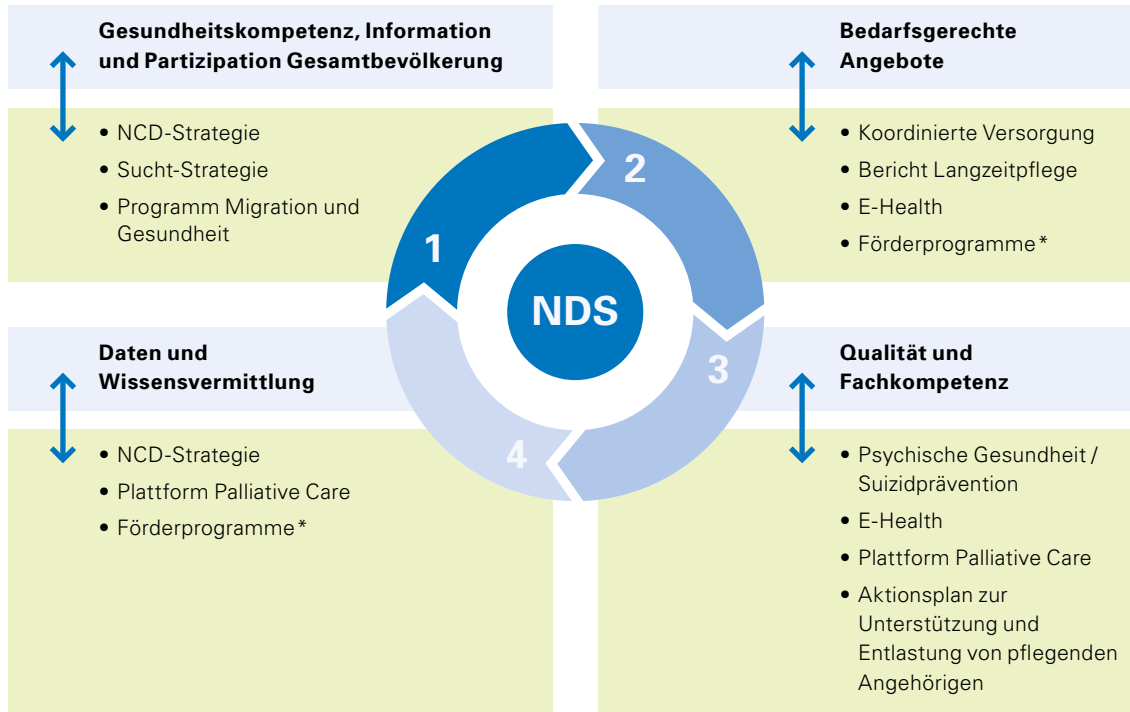 Gesundheitskompetenz, Information
und Partizipation Gesamtbevölkerung
• NCD-Strategie
• Sucht-Strategie
• Programm Migration und
Gesundheit
Bedarfsgerechte
Angebote
• Koordinierte Versorgung
• Bericht Langzeitpflege
• E-Health
• Förderprogramme*
1
2
NDS
3
4
Daten und
Wissensvermittlung
• NCD-Strategie
• Plattform Palliative Care
• Förderprogramme*
Qualität und
Fachkompetenz
• Psychische Gesundheit /
Suizidprävention
• E-Health
• Plattform Palliative Care
• Aktionsplan zur
Unterstützung und
Entlastung von pflegenden
Angehörigen